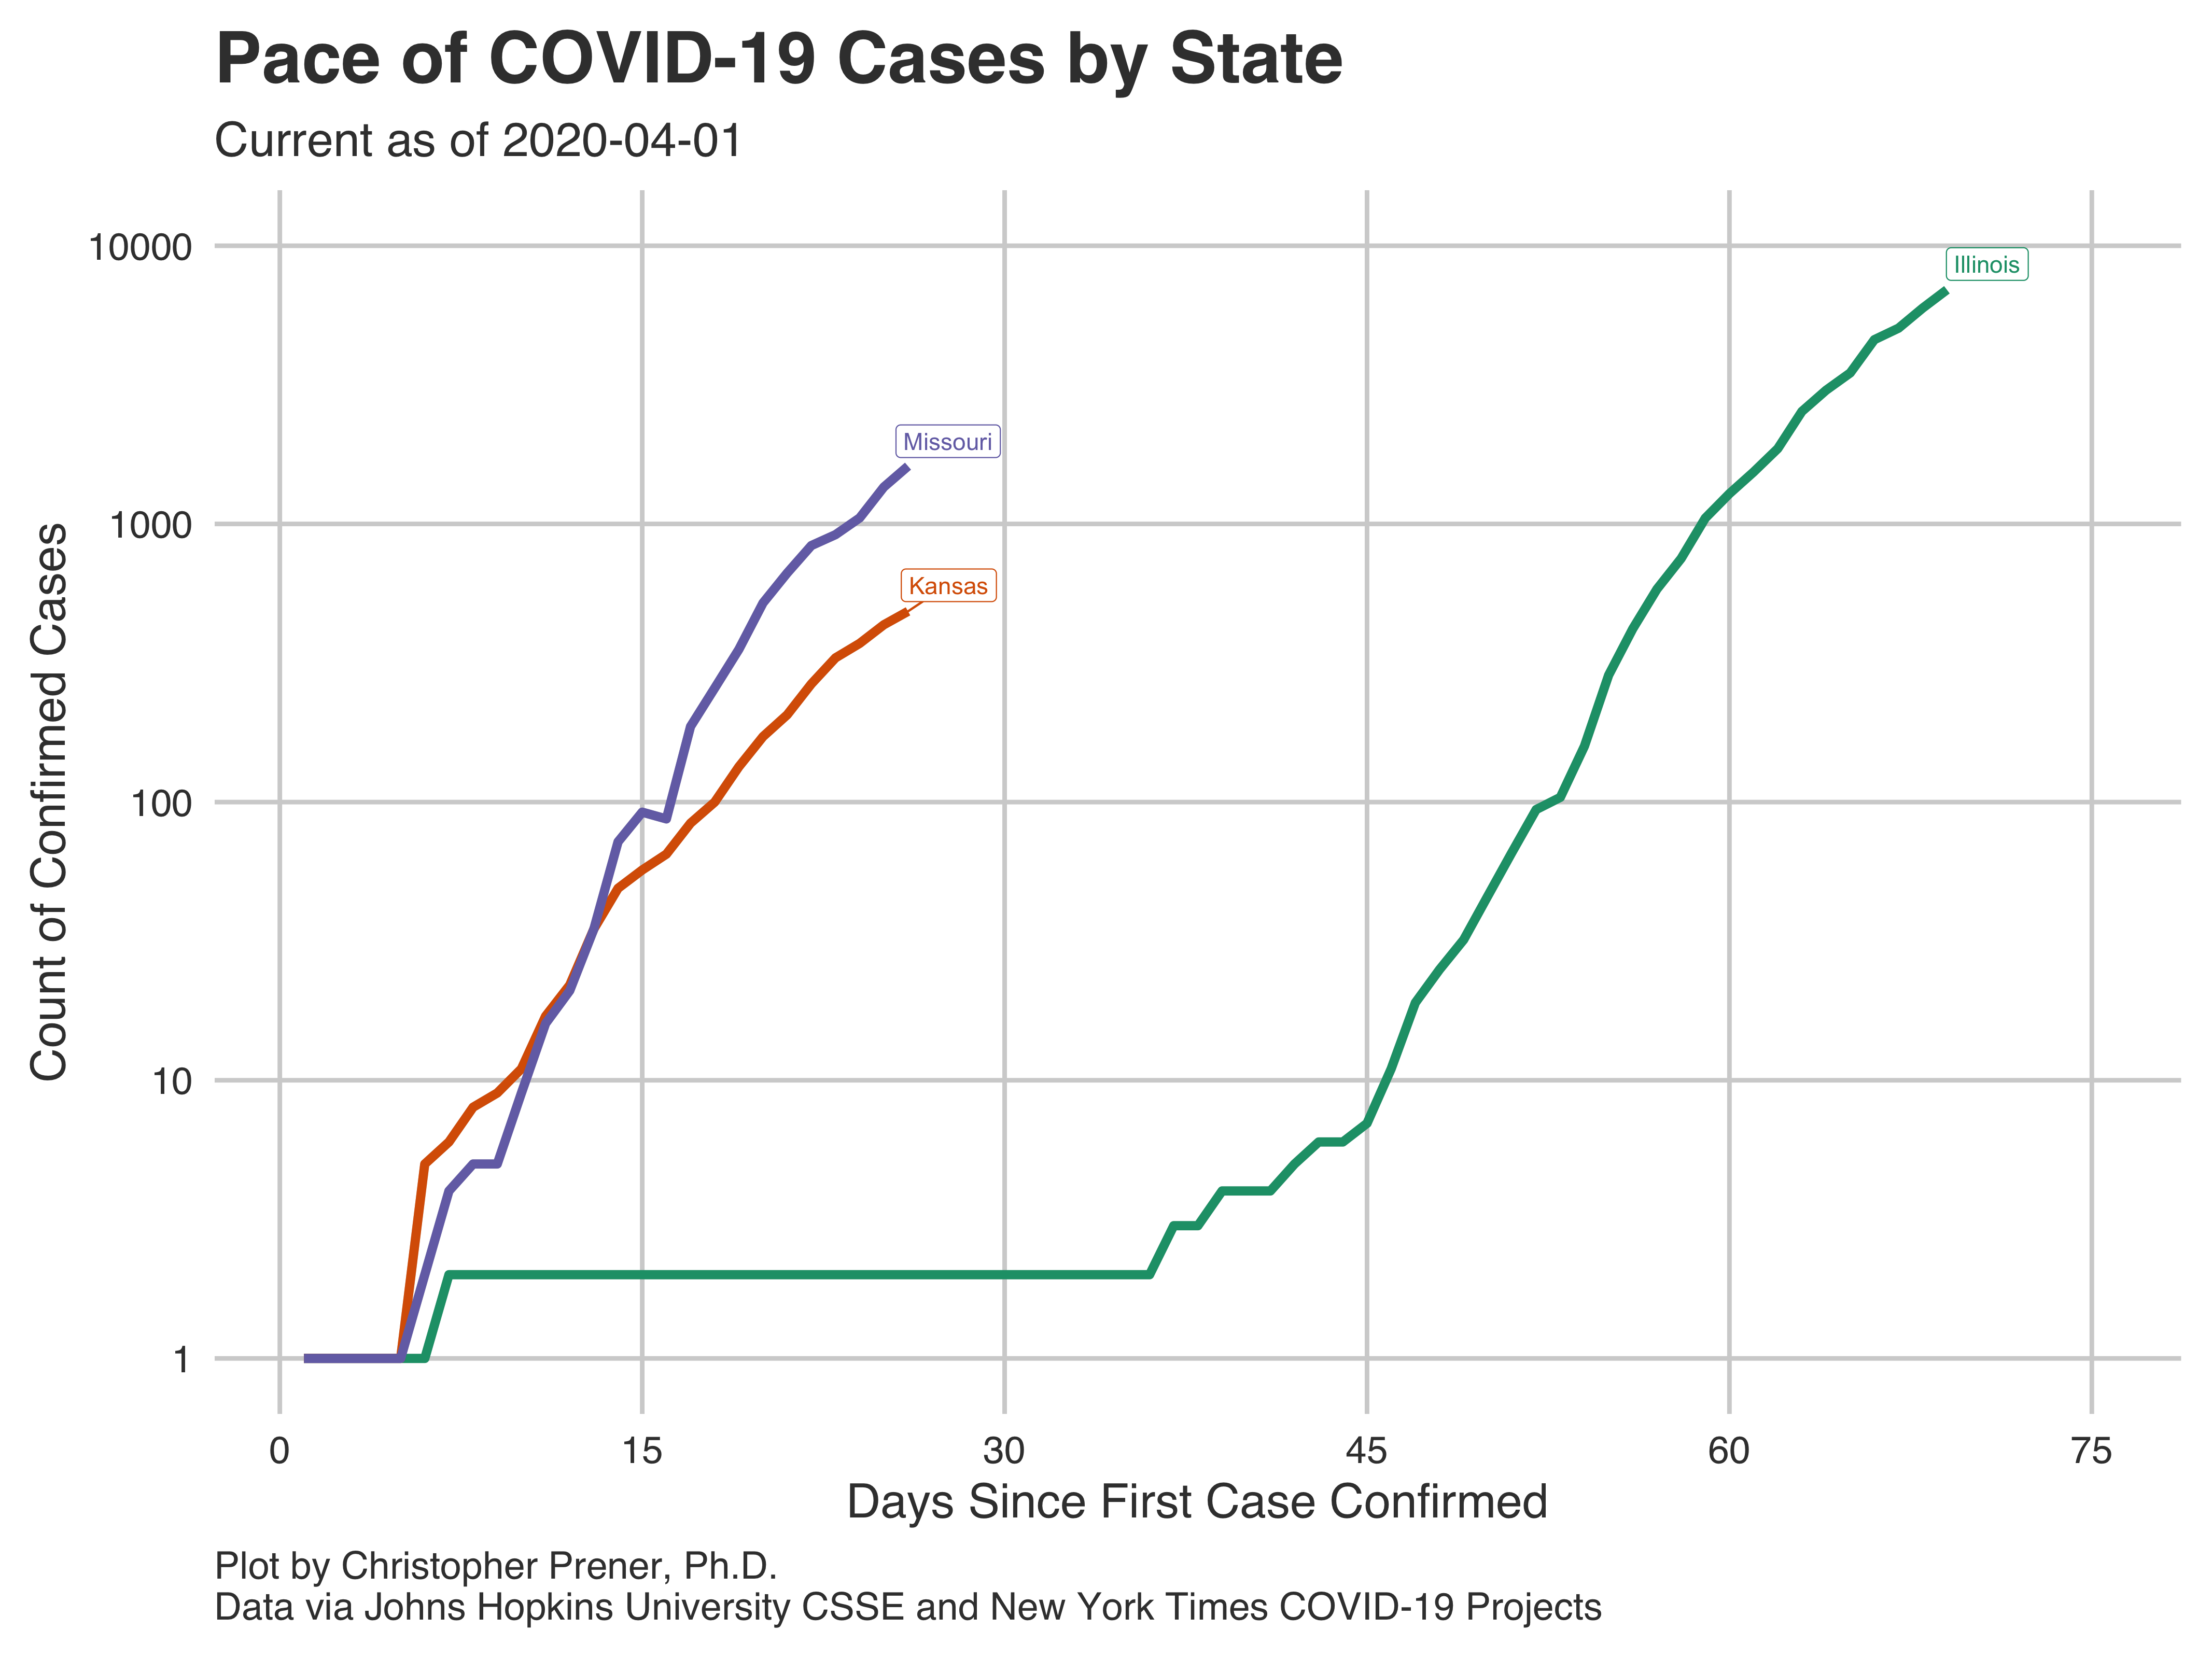 Pace of COVID-19 Cases by State
Current as of 2020-04-01
10000
1000
100
10
1
Count of Confirmed Cases
Illinois
Missouri
Kansas
0 15 30 45 60 75
Days Since First Case Confirmed
Plot by Christopher Prener, Ph.D.
Data via Johns Hopkins University CSSE and New York Times COVID-19 Projects